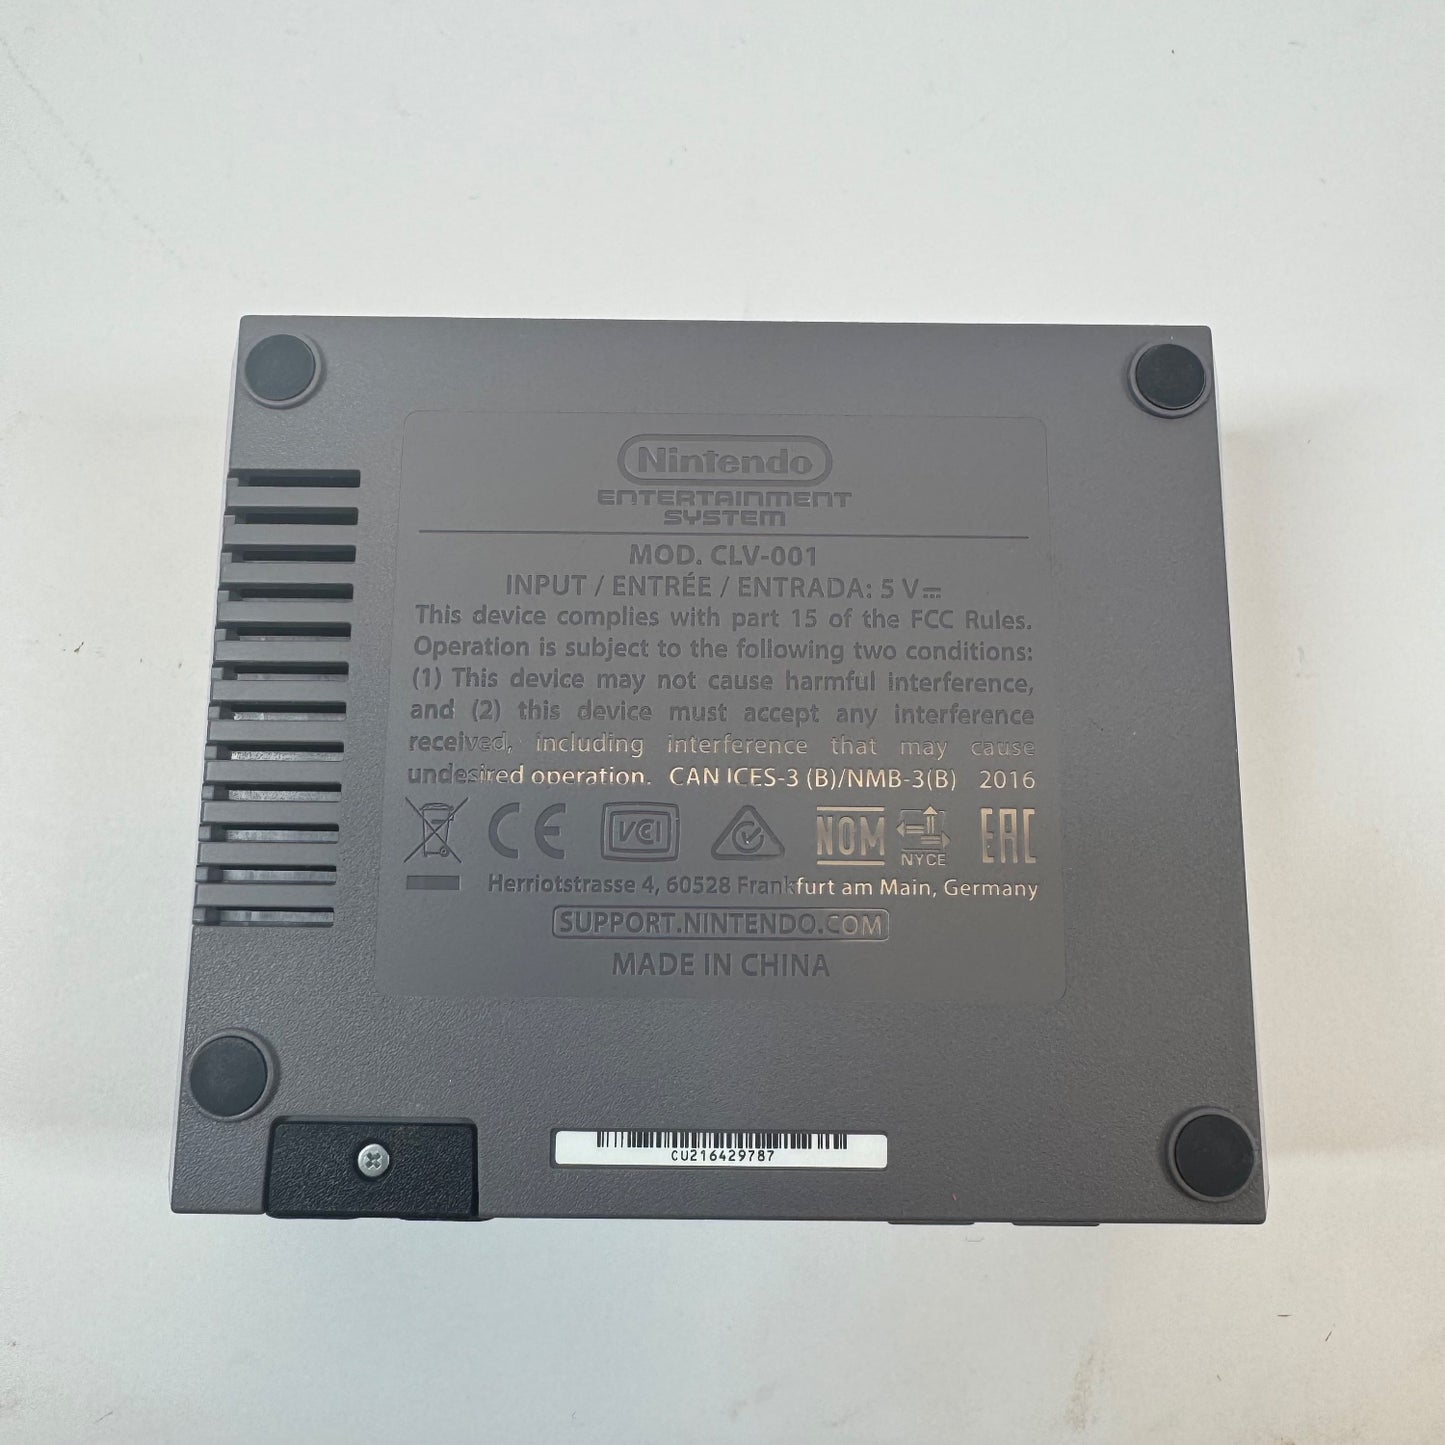 Nintendo
ENTERTAINMENT
SYSTEM
MOD. CLV-001
INPUT / ENTRÉE / ENTRADA: 5 V⎓
This device complies with part 15 of the FCC Rules.
Operation is subject to the following two conditions:
(1) This device may not cause harmful interference,
and (2) this device must accept any interference
received, including interference that may cause
undesired operation. CAN ICES-3 (B)/NMB-3(B) 2016
CE VCI NOM NYCE EAC
Herriotstrasse 4, 60528 Frankfurt am Main, Germany
SUPPORT.NINTENDO.COM
MADE IN CHINA
CU216429787